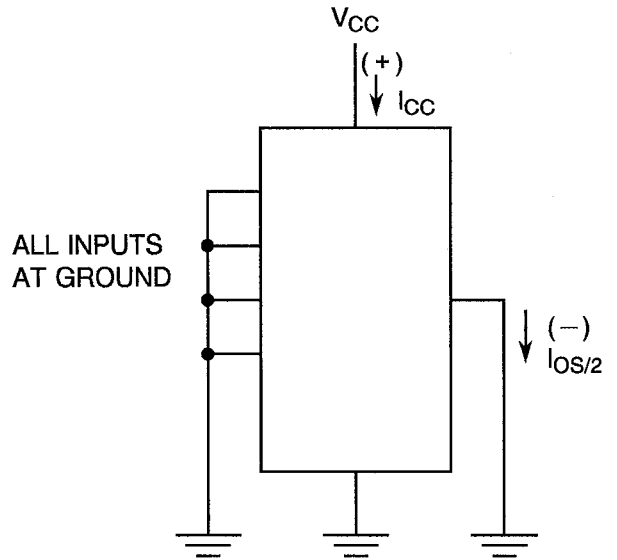 VCC
(+)
ICC
ALL INPUTS
AT GROUND
(−)
IOS/2